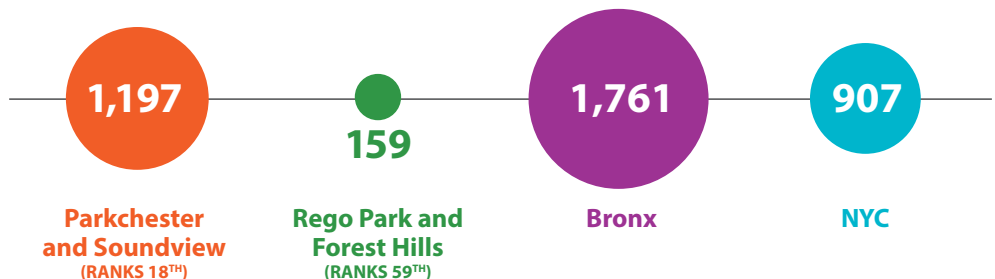 1,197
159
1,761
907
Parkchester
and Soundview
(RANKS 18TH)
Rego Park and
Forest Hills
(RANKS 59TH)
Bronx
NYC